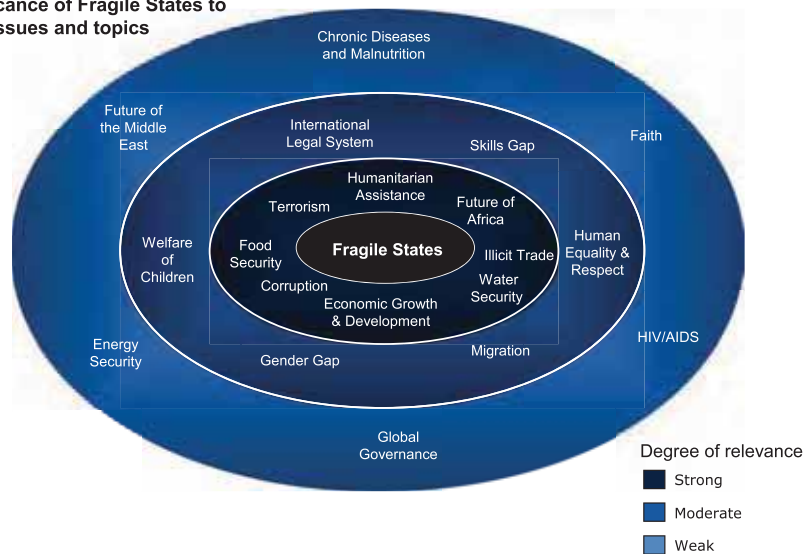 cance of Fragile States to
ssues and topics
Chronic Diseases
and Malnutrition
Future of
the Middle
East
International
Legal System
Skills Gap
Faith
Humanitarian
Assistance
Terrorism
Future of
Africa
Welfare
of
Children
Food
Security
Fragile States
Illicit Trade
Human
Equality &
Respect
Corruption
Water
Security
Economic Growth
& Development
Energy
Security
Gender Gap
Migration
HIV/AIDS
Global
Governance
Degree of relevance
Strong
Moderate
Weak